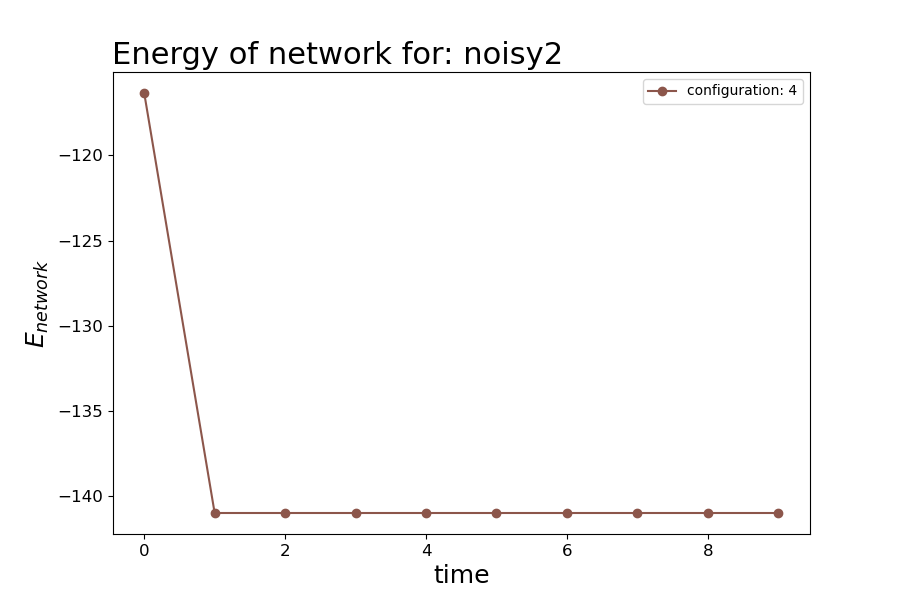 Energy of network for: noisy2
configuration: 4
−120
−125
−130
−135
−140
E_network
0 2 4 6 8
time